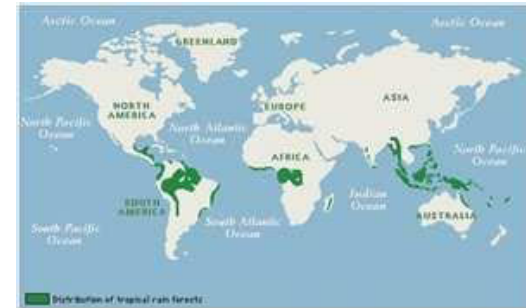 Arctic Ocean
Arctic Ocean
GREENLAND
NORTH
AMERICA
EUROPE
ASIA
North Pacific
Ocean
North Atlantic
Ocean
North Pacific
Ocean
AFRICA
SOUTH
AMERICA
Indian
Ocean
South Pacific
Ocean
South Atlantic
Ocean
AUSTRALIA
Distribution of tropical rain forests